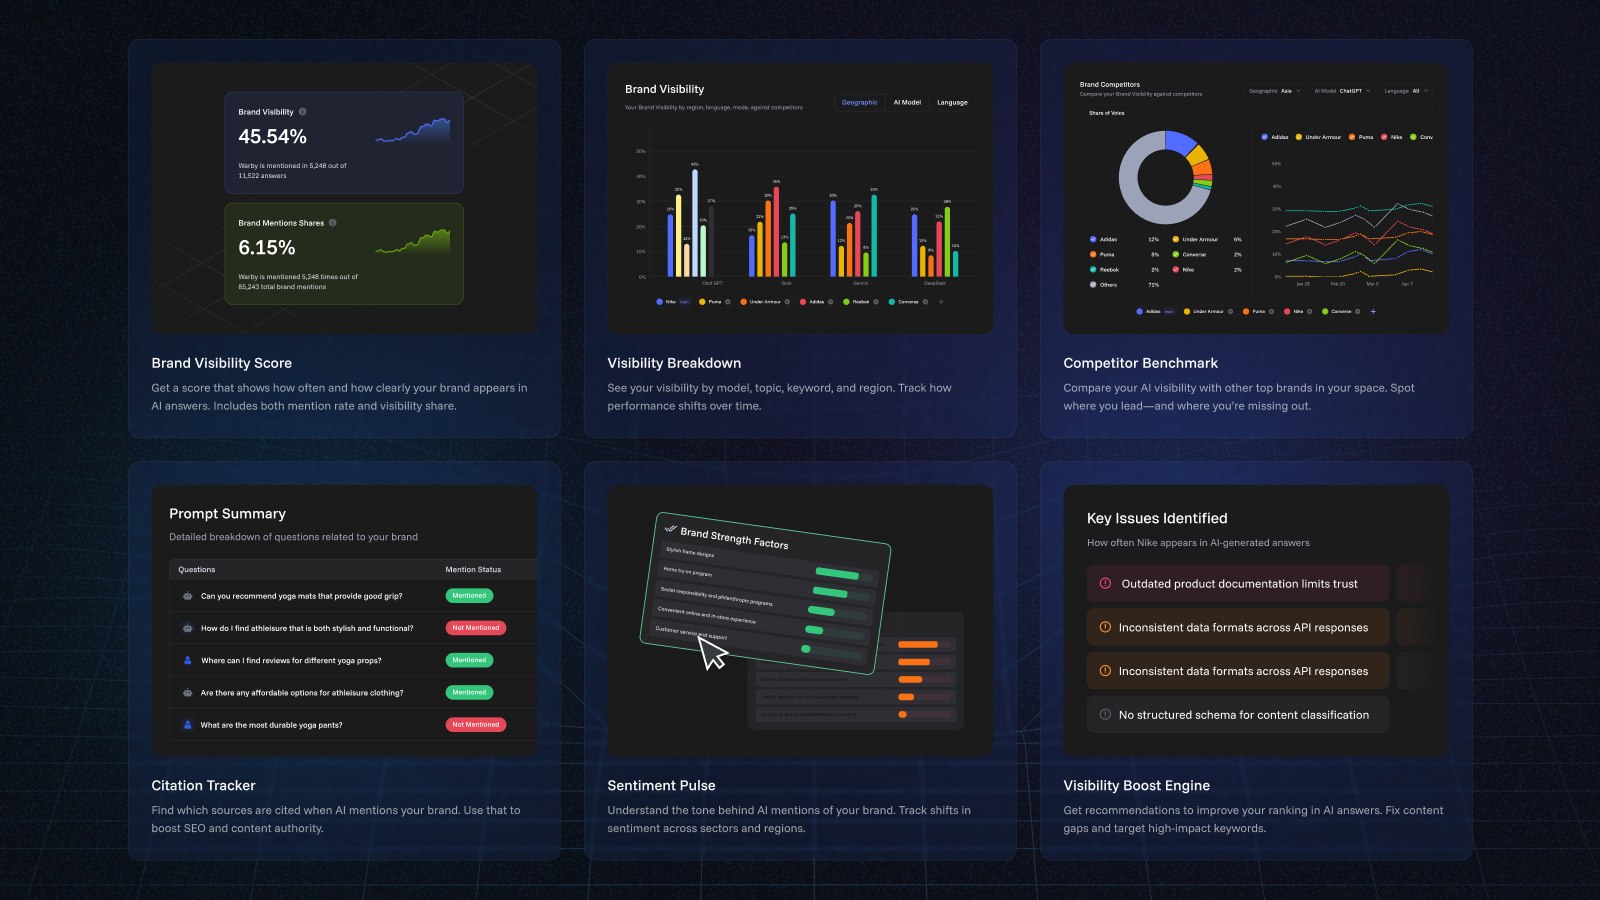 Brand Visibility
45.54%
Warby is mentioned in 5,248 out of
11,522 answers
Brand Mentions Shares
6.15%
Warby is mentioned 5,248 times out of
85,243 total brand mentions
Brand Visibility Score
Get a score that shows how often and how clearly your brand appears in
AI answers. Includes both mention rate and visibility share.
Brand Visibility
Your Brand Visibility by region, language, mode, against competitors
Geographic AI Model Language
50%
40%
30%
20%
10%
0%
Chat GPT Grok Gemini DeepSeek
Nike main Puma Under Armour Adidas Reebok Converse
Visibility Breakdown
See your visibility by model, topic, keyword, and region. Track how
performance shifts over time.
Brand Competitors
Compare your Brand Visibility against competitors
Geographic Asia AI Model ChatGPT Language All
Share of Voice
Adidas 12% Under Armour 6%
Puma 5% Converse 2%
Reebok 2% Nike 2%
Others 71%
Adidas Under Armour Puma Nike Conv
50%
40%
30%
20%
10%
0%
Jan 28 Feb 20 Mar 5 Apr 7
Adidas main Under Armour Puma Nike Converse
Competitor Benchmark
Compare your AI visibility with other top brands in your space. Spot
where you lead—and where you're missing out.
Prompt Summary
Detailed breakdown of questions related to your brand
Questions Mention Status
Can you recommend yoga mats that provide good grip? Mentioned
How do I find athleisure that is both stylish and functional? Not Mentioned
Where can I find reviews for different yoga props? Mentioned
Are there any affordable options for athleisure clothing? Mentioned
What are the most durable yoga pants? Not Mentioned
Citation Tracker
Find which sources are cited when AI mentions your brand. Use that to
boost SEO and content authority.
Brand Strength Factors
Stylish frame designs
Home try-on program
Social responsibility and philanthropic programs
Convenient online and in-store experience
Customer service and support
Sentiment Pulse
Understand the tone behind AI mentions of your brand. Track shifts in
sentiment across sectors and regions.
Key Issues Identified
How often Nike appears in AI-generated answers
Outdated product documentation limits trust
Inconsistent data formats across API responses
Inconsistent data formats across API responses
No structured schema for content classification
Visibility Boost Engine
Get recommendations to improve your ranking in AI answers. Fix content
gaps and target high-impact keywords.